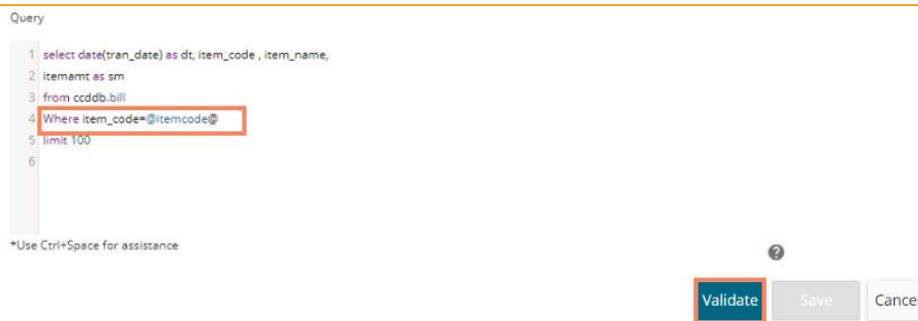 Query
1 select date(tran_date) as dt, item_code , item_name,
2 itemamt as sm
3 from ccddb.bill
4 Where item_code=@itemcode@
5 limit 100
6
*Use Ctrl+Space for assistance
?
Validate Save Cance